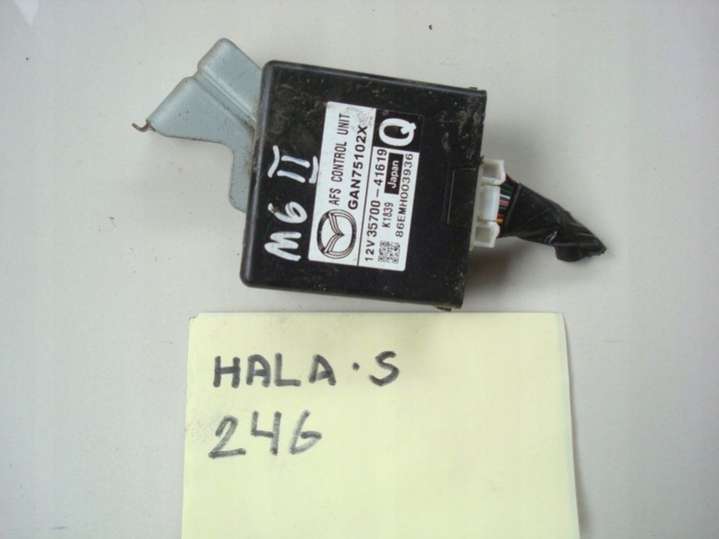 M6 II
AFS CONTROL UNIT
GAN75102X
12V 35700-41619
K1839 Japan
86EMH003936
Q
HALA·S
246